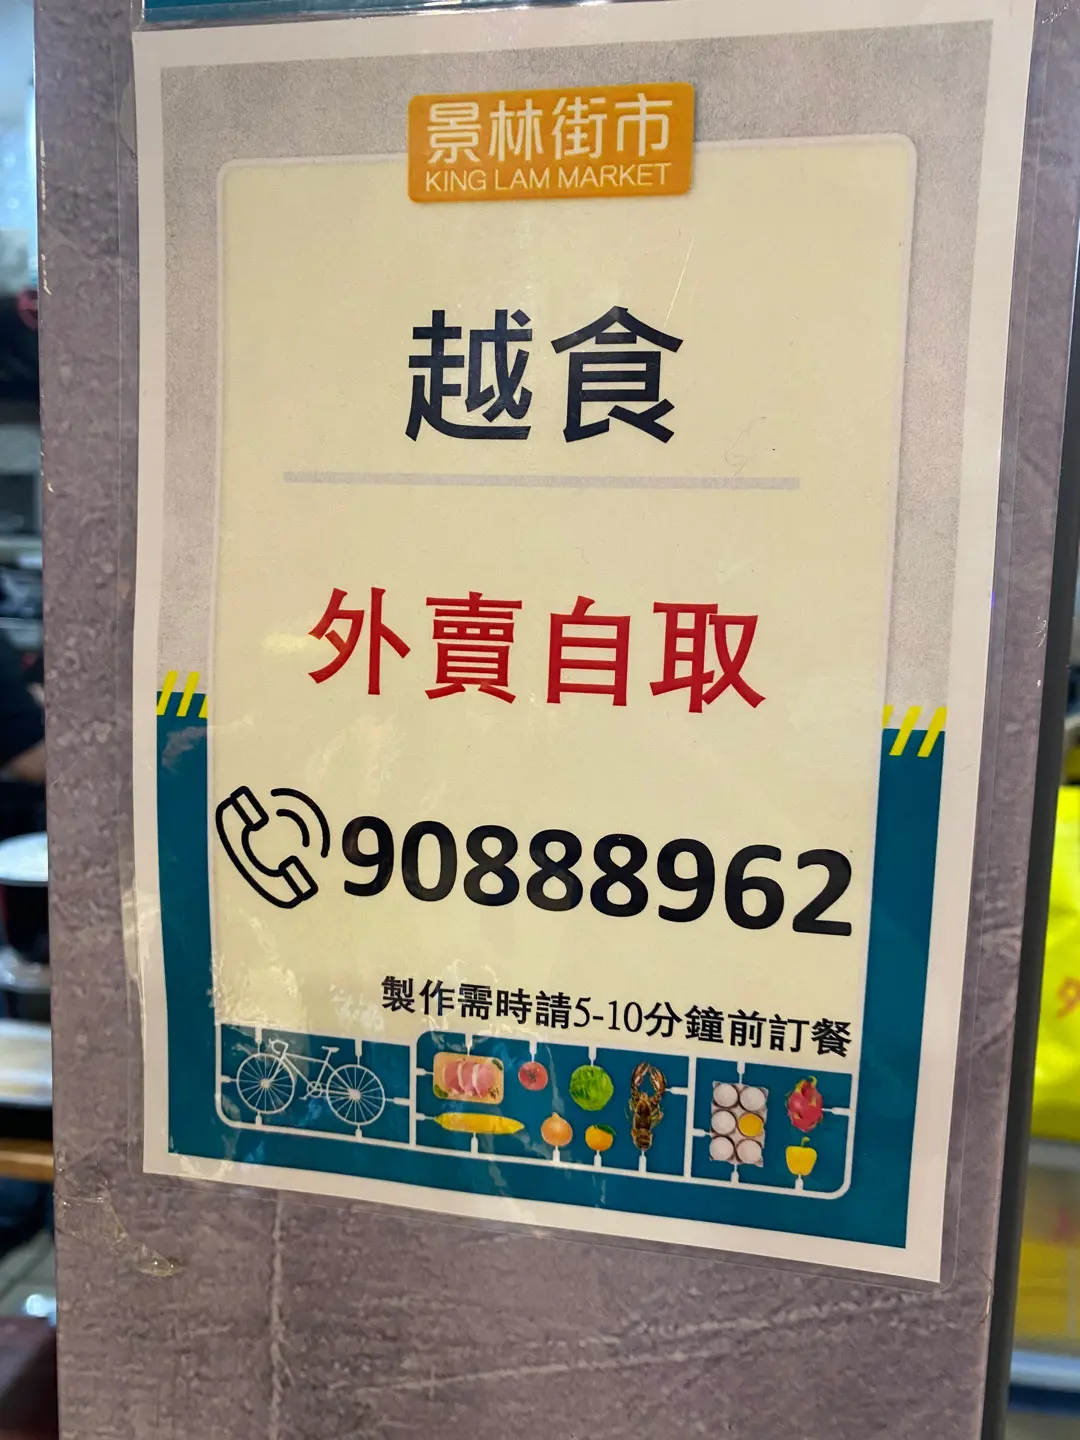 景林街市
KING LAM MARKET
越食
外賣自取
90888962
製作需時請5-10分鐘前訂餐